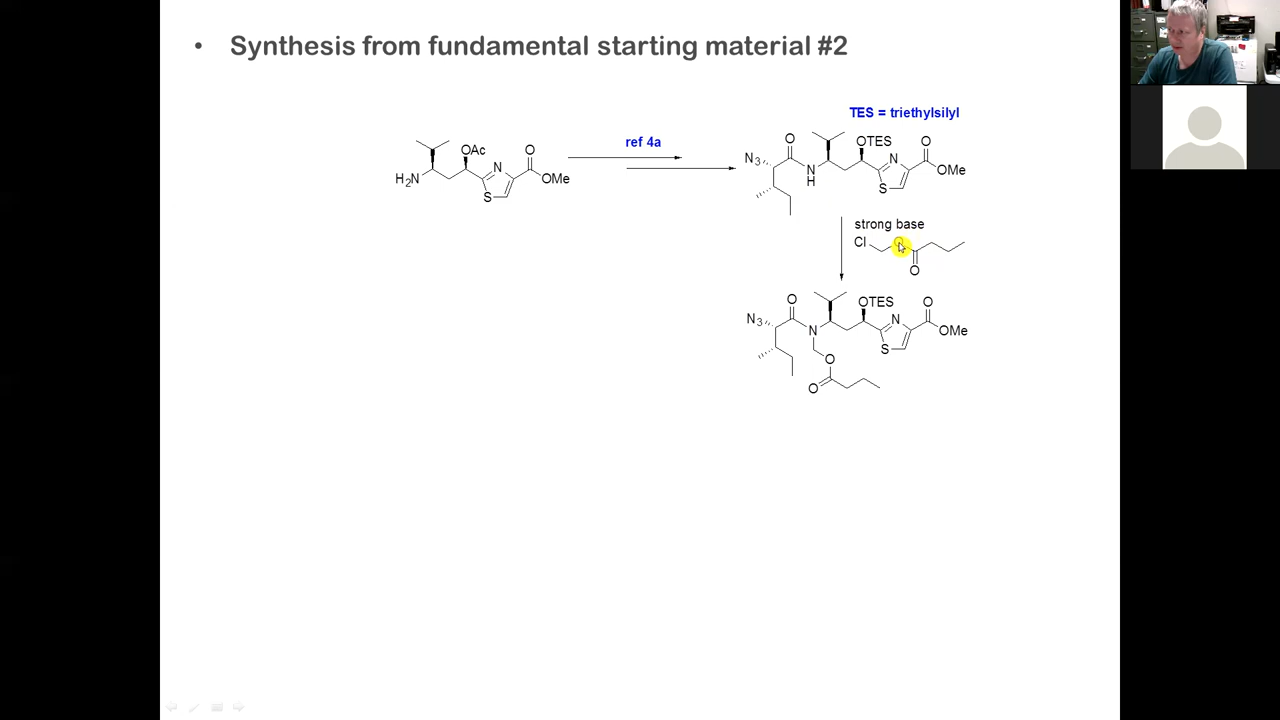 • Synthesis from fundamental starting material #2
TES = triethylsilyl
ref 4a
OAc
N
O
OMe
H2N
S
O
OTES
N
O
N3
N
H
OMe
S
strong base
Cl
O
O
O
OTES
N
O
N3
N
OMe
S
O
O